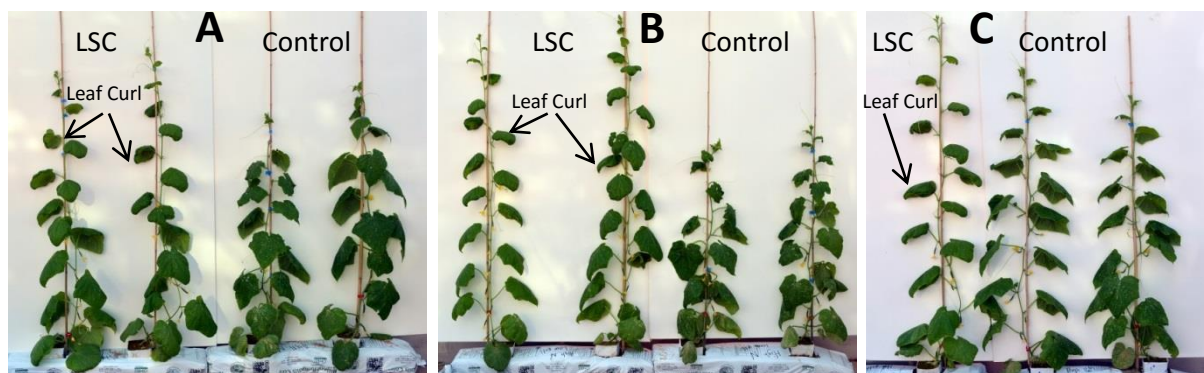 A
LSC
Control
Leaf Curl
B
LSC
Control
Leaf Curl
C
LSC
Control
Leaf Curl